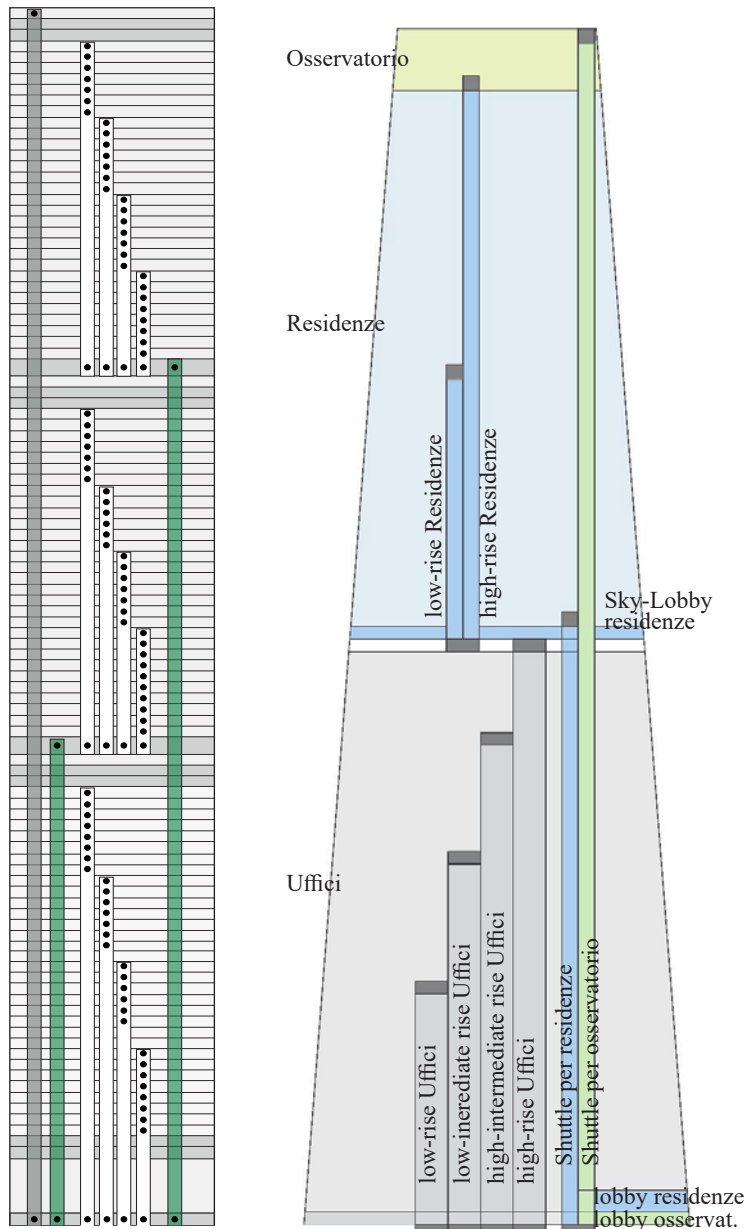 Osservatorio
Residenze
low-rise Residenze
high-rise Residenze
Sky-Lobby
residenze
Uffici
low-rise Uffici
low-inerediate rise Uffici
high-intermediate rise Uffici
high-rise Uffici
Shuttle per residenze
Shuttle per osservatorio
lobby residenze
lobby osservat.